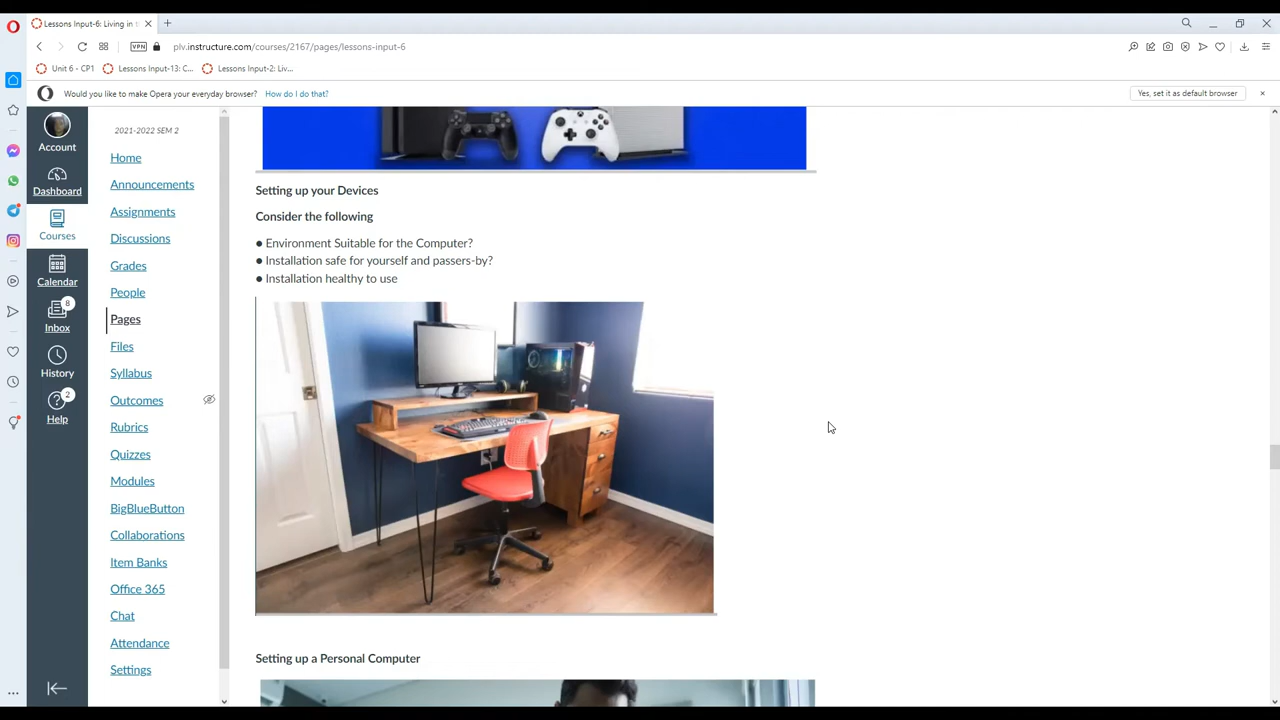 Lessons Input-6: Living in t
plv.instructure.com/courses/2167/pages/lessons-input-6
VPN
Unit 6 - CP1
Lessons Input-13: C...
Lessons Input-2: Liv...
Would you like to make Opera your everyday browser?
How do I do that?
Yes, set it as default browser
Account
Dashboard
Courses
Calendar
8
Inbox
History
2
Help
2021-2022 SEM 2
Home
Announcements
Assignments
Discussions
Grades
People
Pages
Files
Syllabus
Outcomes
Rubrics
Quizzes
Modules
BigBlueButton
Collaborations
Item Banks
Office 365
Chat
Attendance
Settings
Setting up your Devices
Consider the following
● Environment Suitable for the Computer?
● Installation safe for yourself and passers-by?
● Installation healthy to use
Setting up a Personal Computer